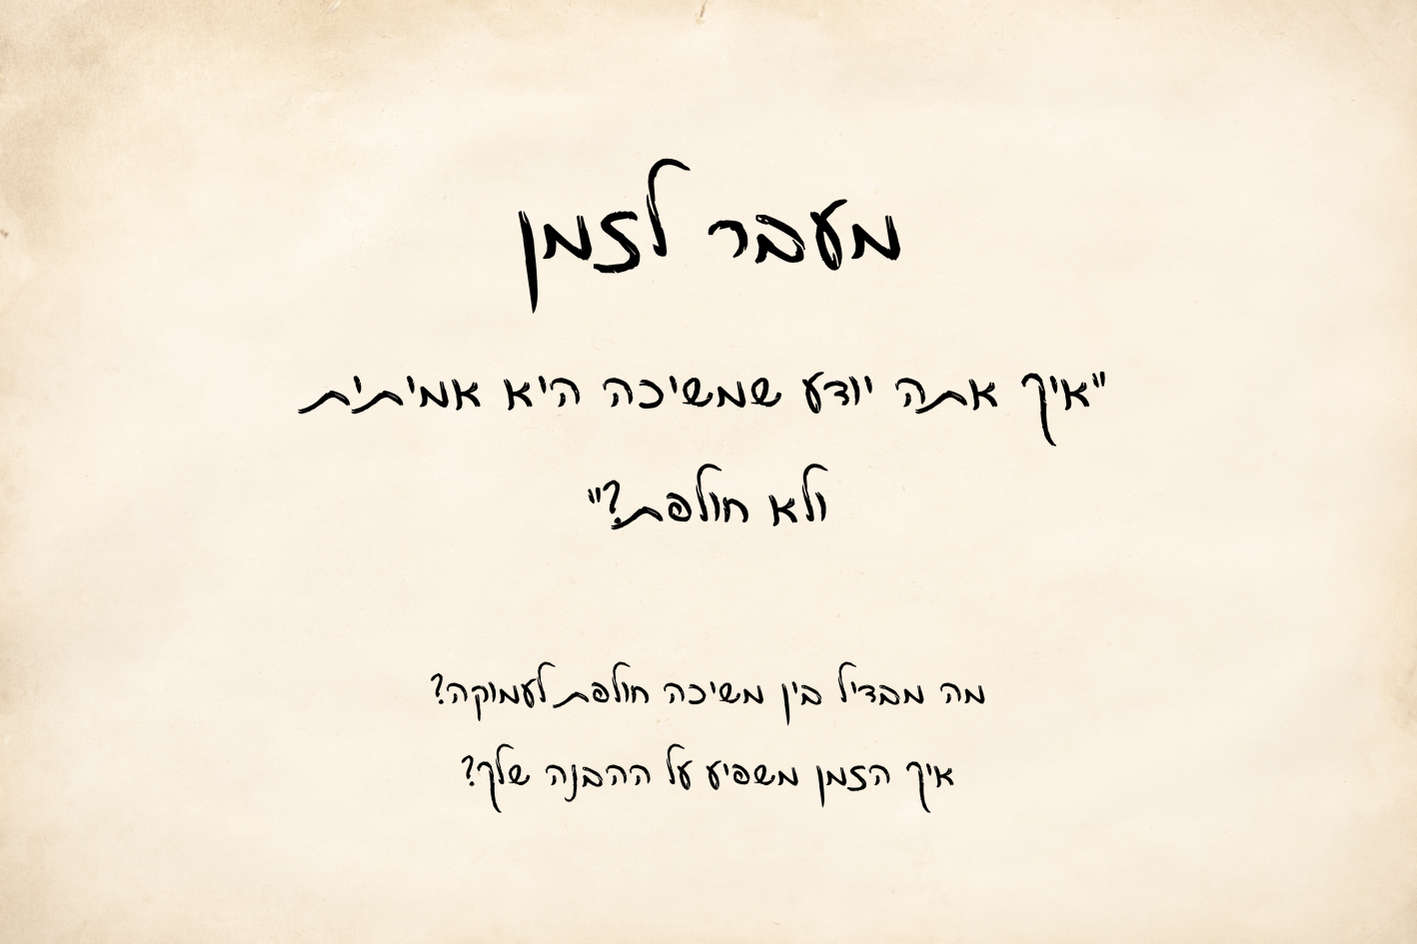 מעבר לזמן
"איך אתה יודע שמשיכה היא אמיתית
ולא חולפת?"
מה מבדיל בין משיכה חולפת לעמוקה?
איך הזמן משפיע על ההבנה שלך?